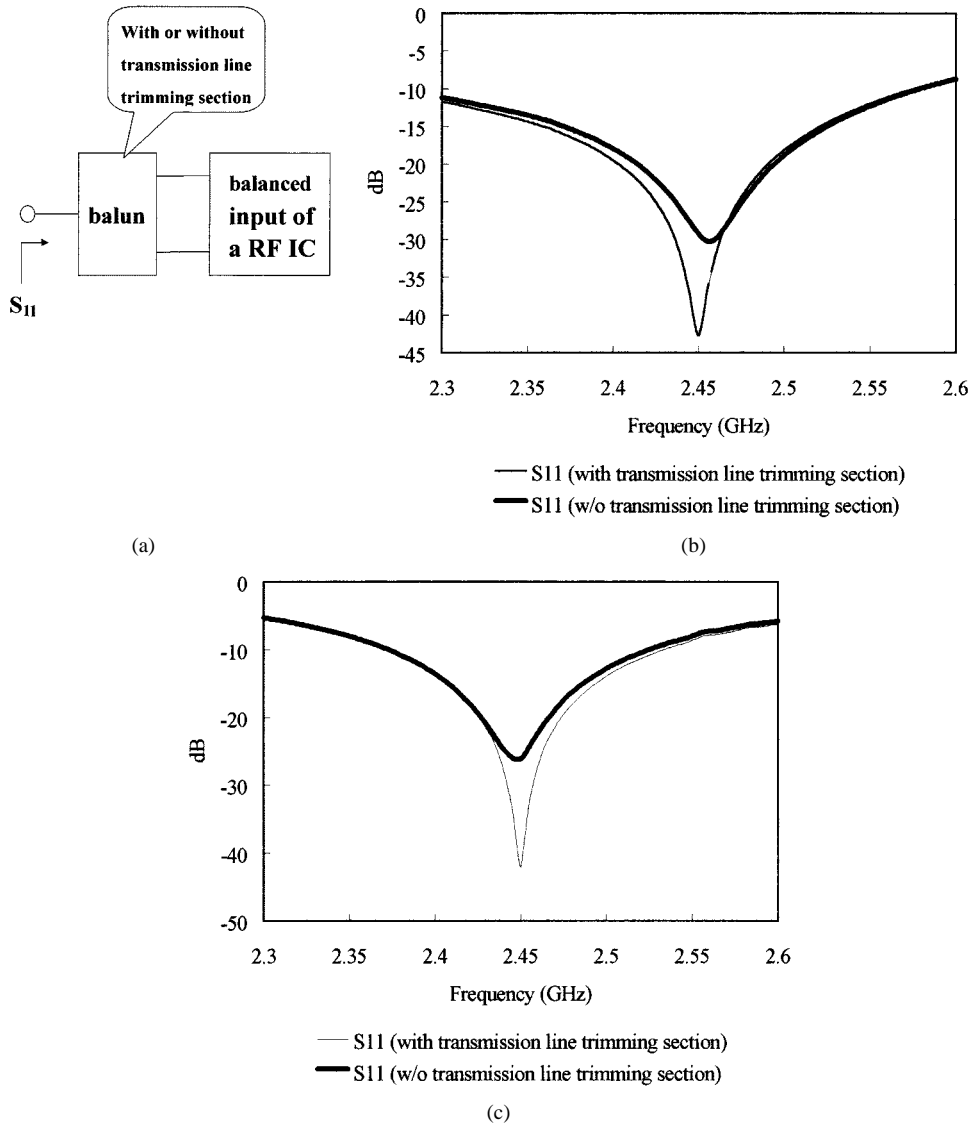 With or without
transmission line
trimming section
balun
balanced
input of
a RF IC
S11
(a)
0
-5
-10
-15
-20
-25
-30
-35
-40
-45
dB
2.3 2.35 2.4 2.45 2.5 2.55 2.6
Frequency (GHz)
S11 (with transmission line trimming section)
S11 (w/o transmission line trimming section)
(b)
0
-10
-20
-30
-40
-50
dB
2.3 2.35 2.4 2.45 2.5 2.55 2.6
Frequency (GHz)
S11 (with transmission line trimming section)
S11 (w/o transmission line trimming section)
(c)